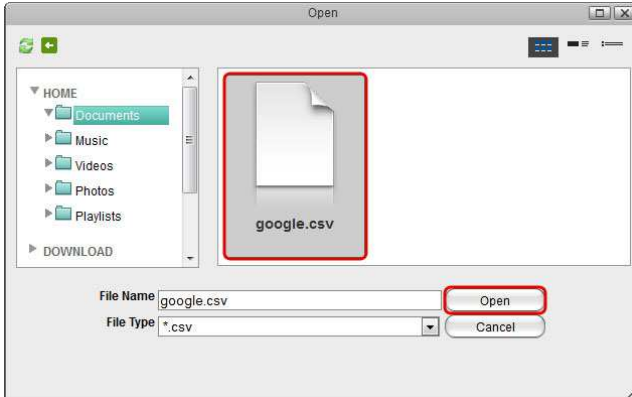 Open
HOME
Documents
Music
Videos
Photos
Playlists
DOWNLOAD
google.csv
File Name google.csv Open
File Type *.csv Cancel